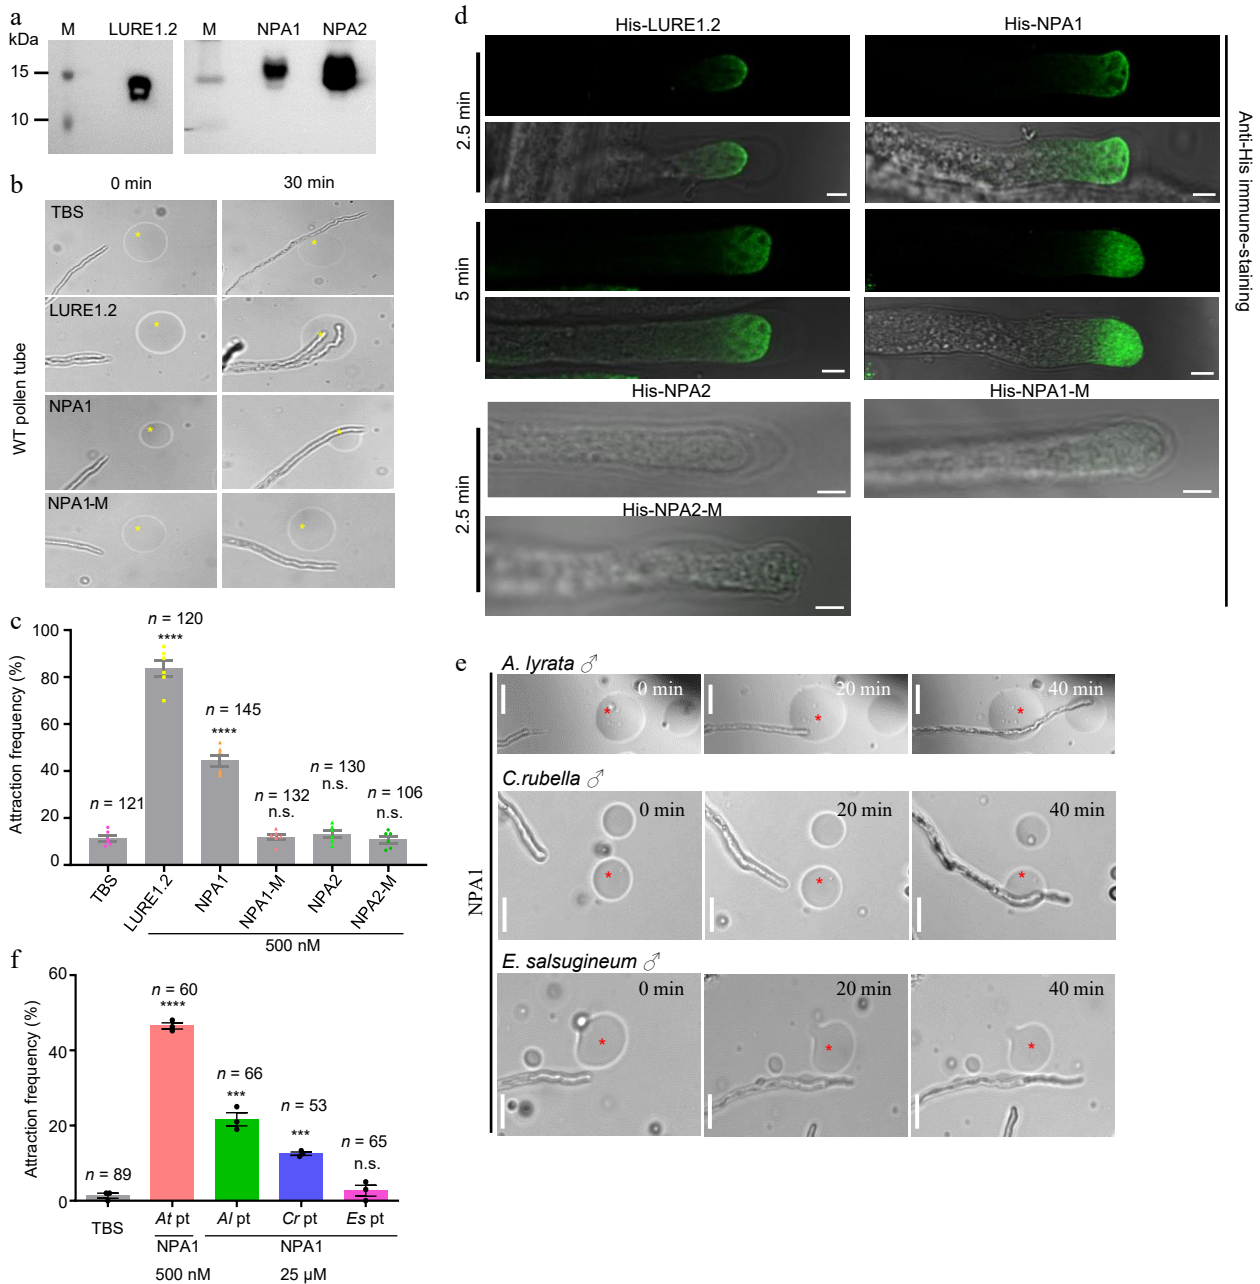 a
M LURE1.2 M NPA1 NPA2
kDa
15
10
b
0 min 30 min
WT pollen tube
TBS
LURE1.2
NPA1
NPA1-M
c
Attraction frequency (%)
100
80
60
40
20
0
n = 121
n = 120
****
n = 145
****
n = 132
n.s.
n = 130
n.s.
n = 106
n.s.
TBS LURE1.2 NPA1 NPA1-M NPA2 NPA2-M
500 nM
d
His-LURE1.2 His-NPA1
2.5 min
5 min
His-NPA2 His-NPA1-M
2.5 min
His-NPA2-M
Anti-His immune-staining
e
NPA1
A. lyrata ♂
0 min 20 min 40 min
C.rubella ♂
0 min 20 min 40 min
E. salsugineum ♂
0 min 20 min 40 min
f
Attraction frequency (%)
60
40
20
0
n = 89
n = 60
****
n = 66
***
n = 53
***
n = 65
n.s.
TBS At pt Al pt Cr pt Es pt
NPA1 NPA1
500 nM 25 μM